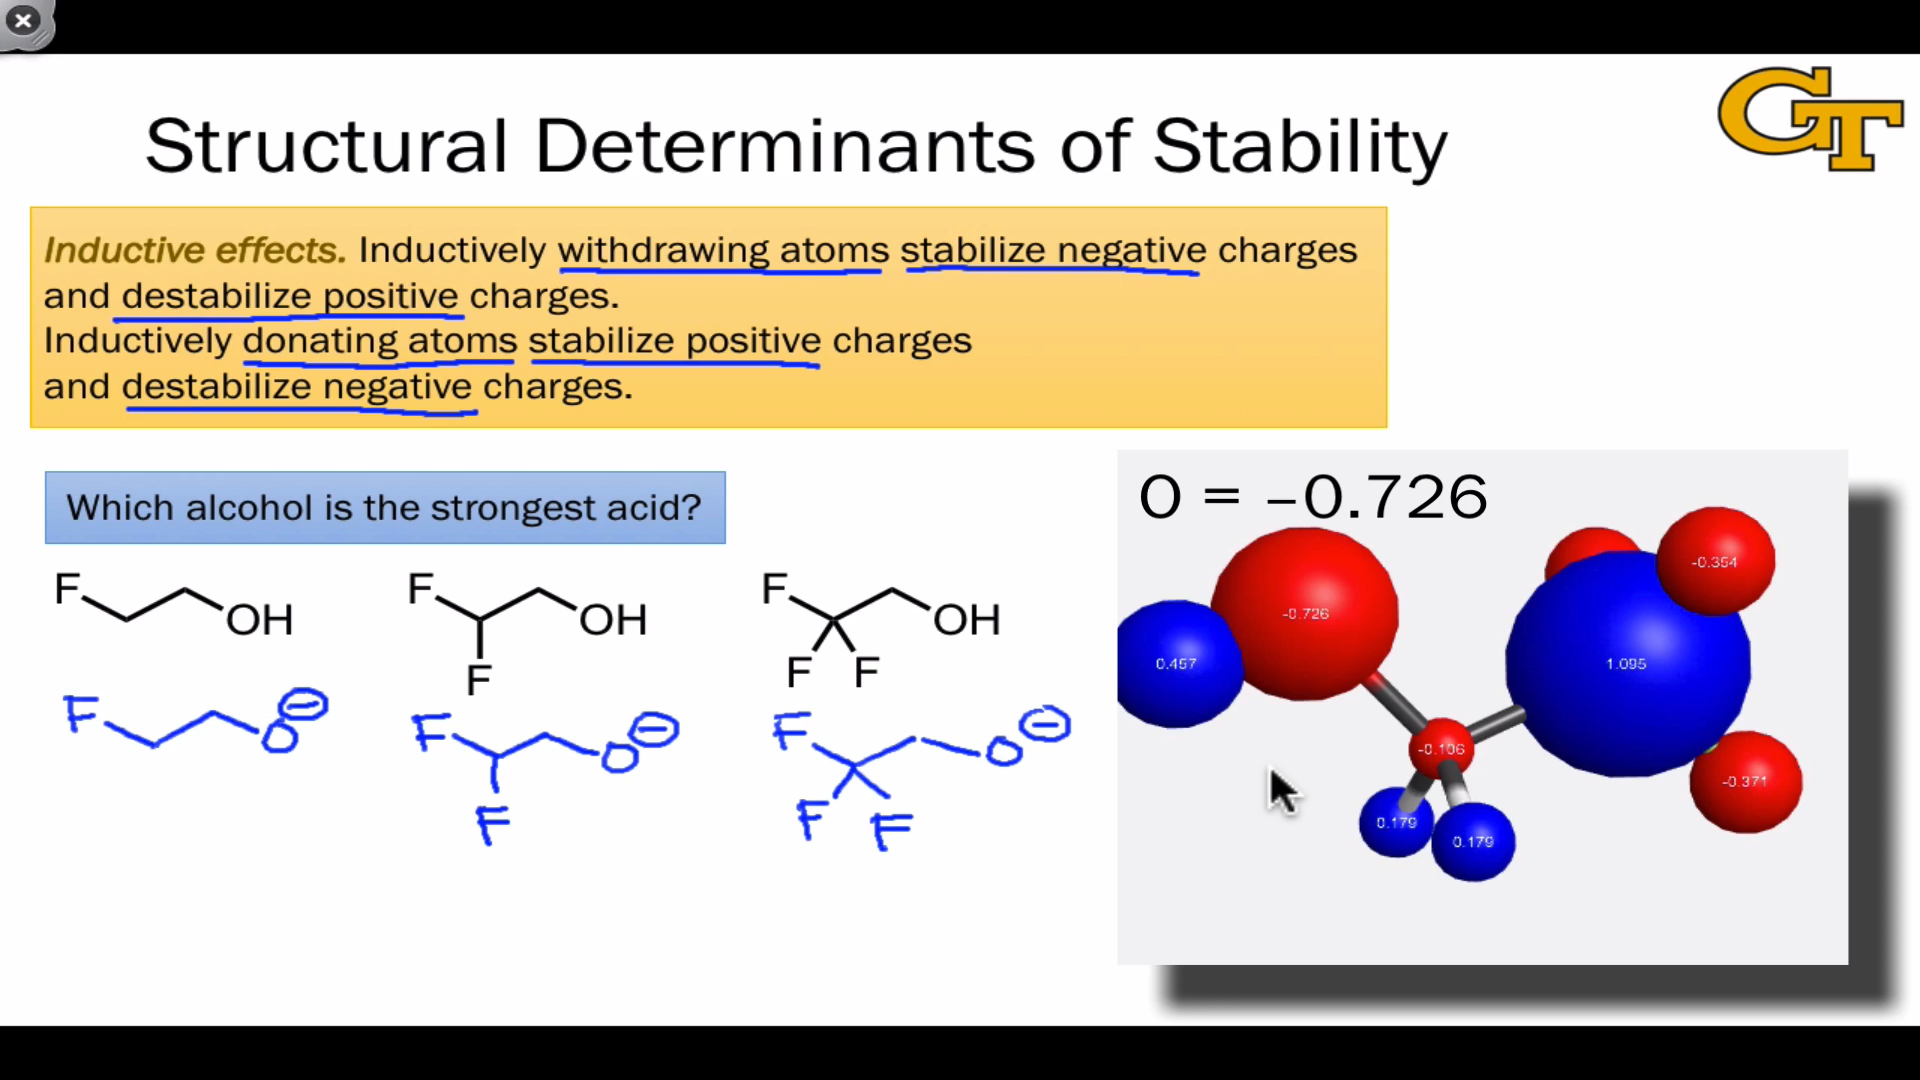 Structural Determinants of Stability
GT
Inductive effects. Inductively withdrawing atoms stabilize negative charges
and destabilize positive charges.
Inductively donating atoms stabilize positive charges
and destabilize negative charges.
Which alcohol is the strongest acid?
F OH
F OH
F
F OH
F F
F O⊖
F O⊖
F
F O⊖
F F
O = –0.726
-0.354
-0.726
0.457
1.095
-0.106
-0.371
0.179
0.179